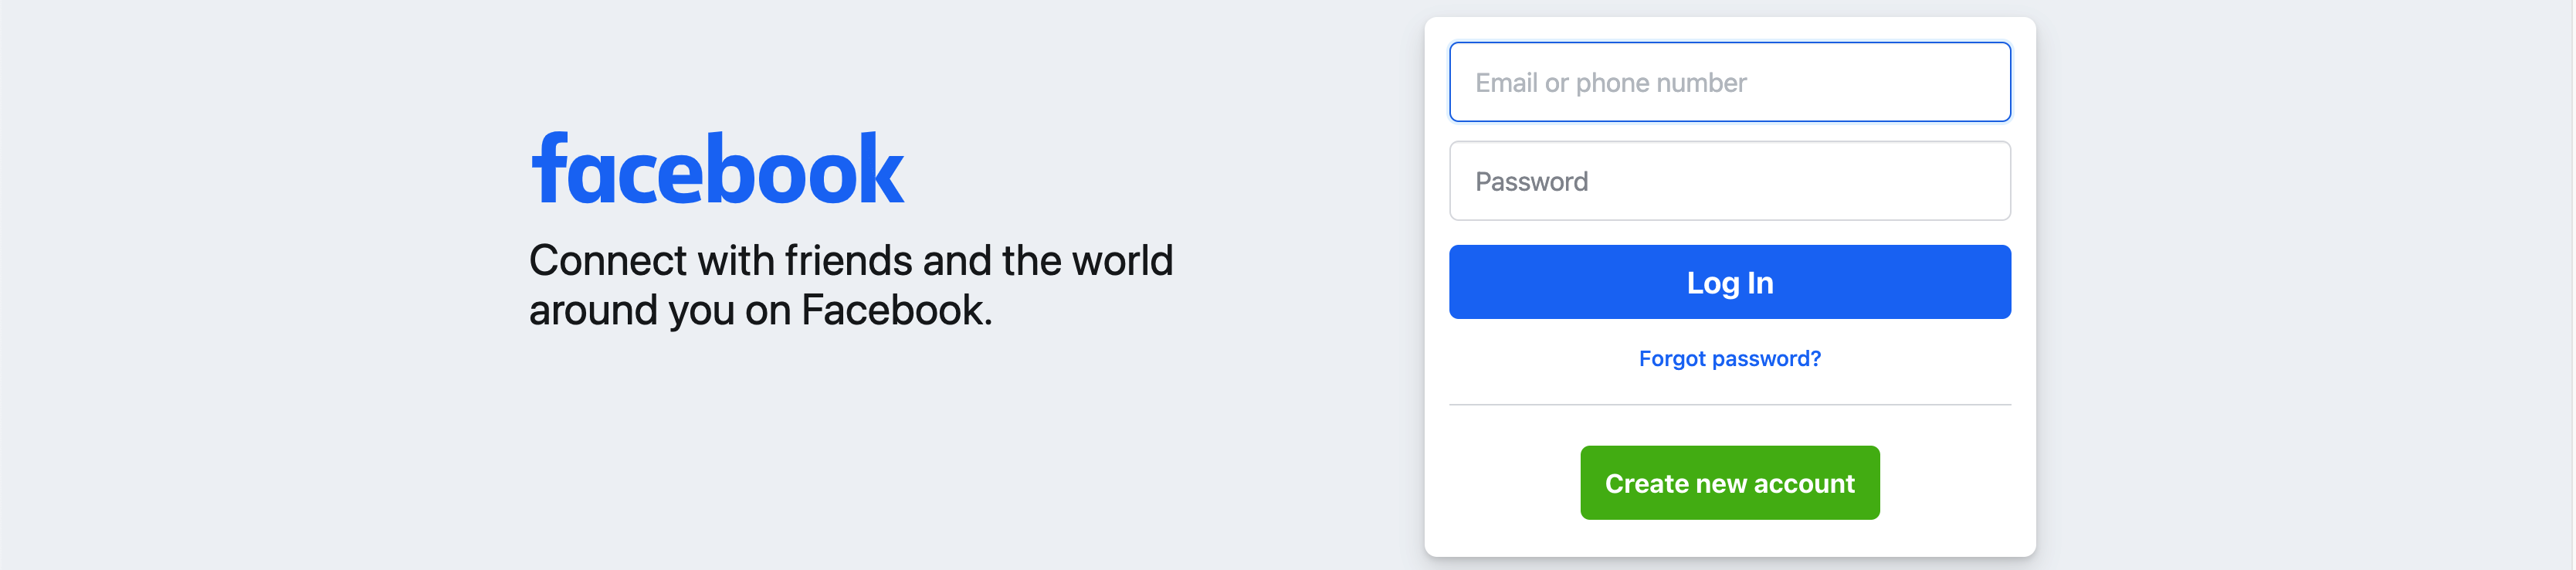 facebook
Connect with friends and the world
around you on Facebook.
Email or phone number
Password
Log In
Forgot password?
Create new account